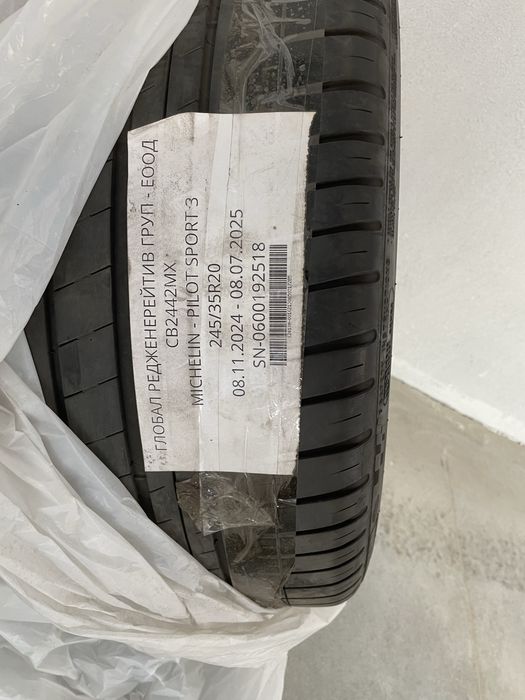 ГЛОБАЛ РЕДЖЕНЕРЕЙТИВ ГРУП - ЕООД
CB2442MX
MICHELIN - PILOT SPORT 3
245/35R20
08.11.2024 - 08.07.2025
SN-0600192518